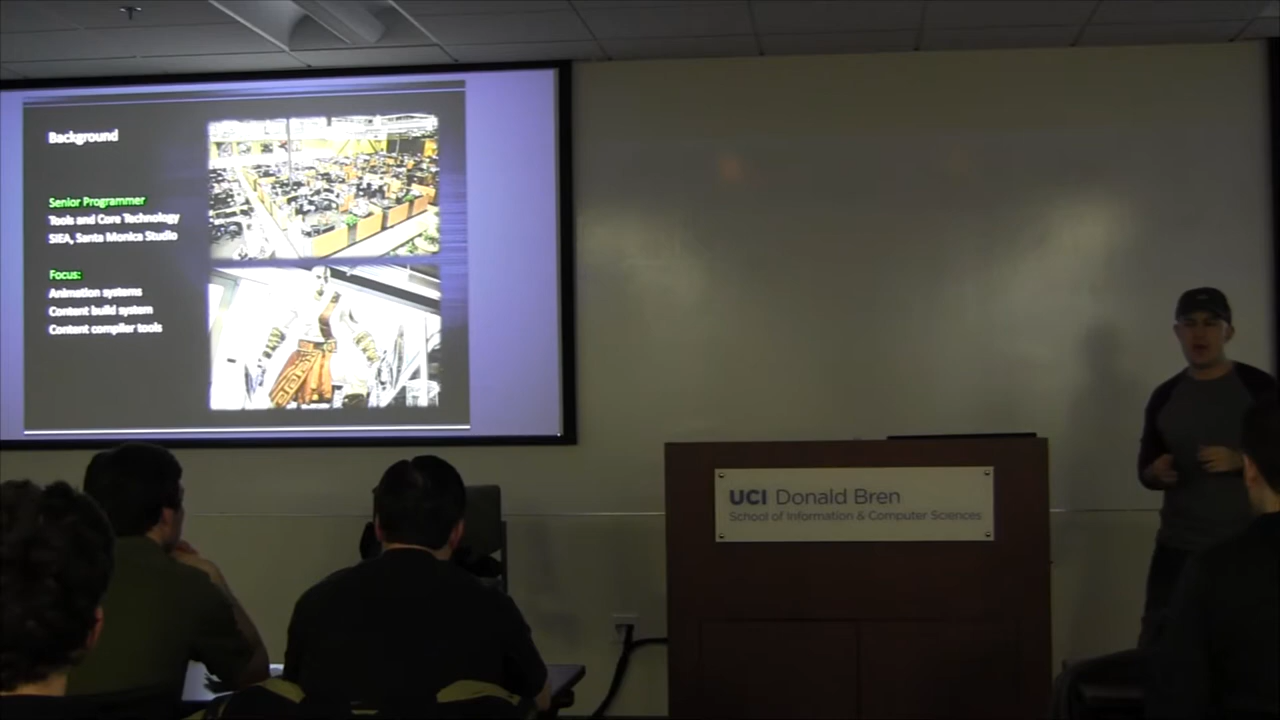 Background
Senior Programmer
Tools and Core Technology
SIEA, Santa Monica Studio
Focus:
Animation systems
Content build system
Content compiler tools
UCI Donald Bren
School of Information & Computer Sciences